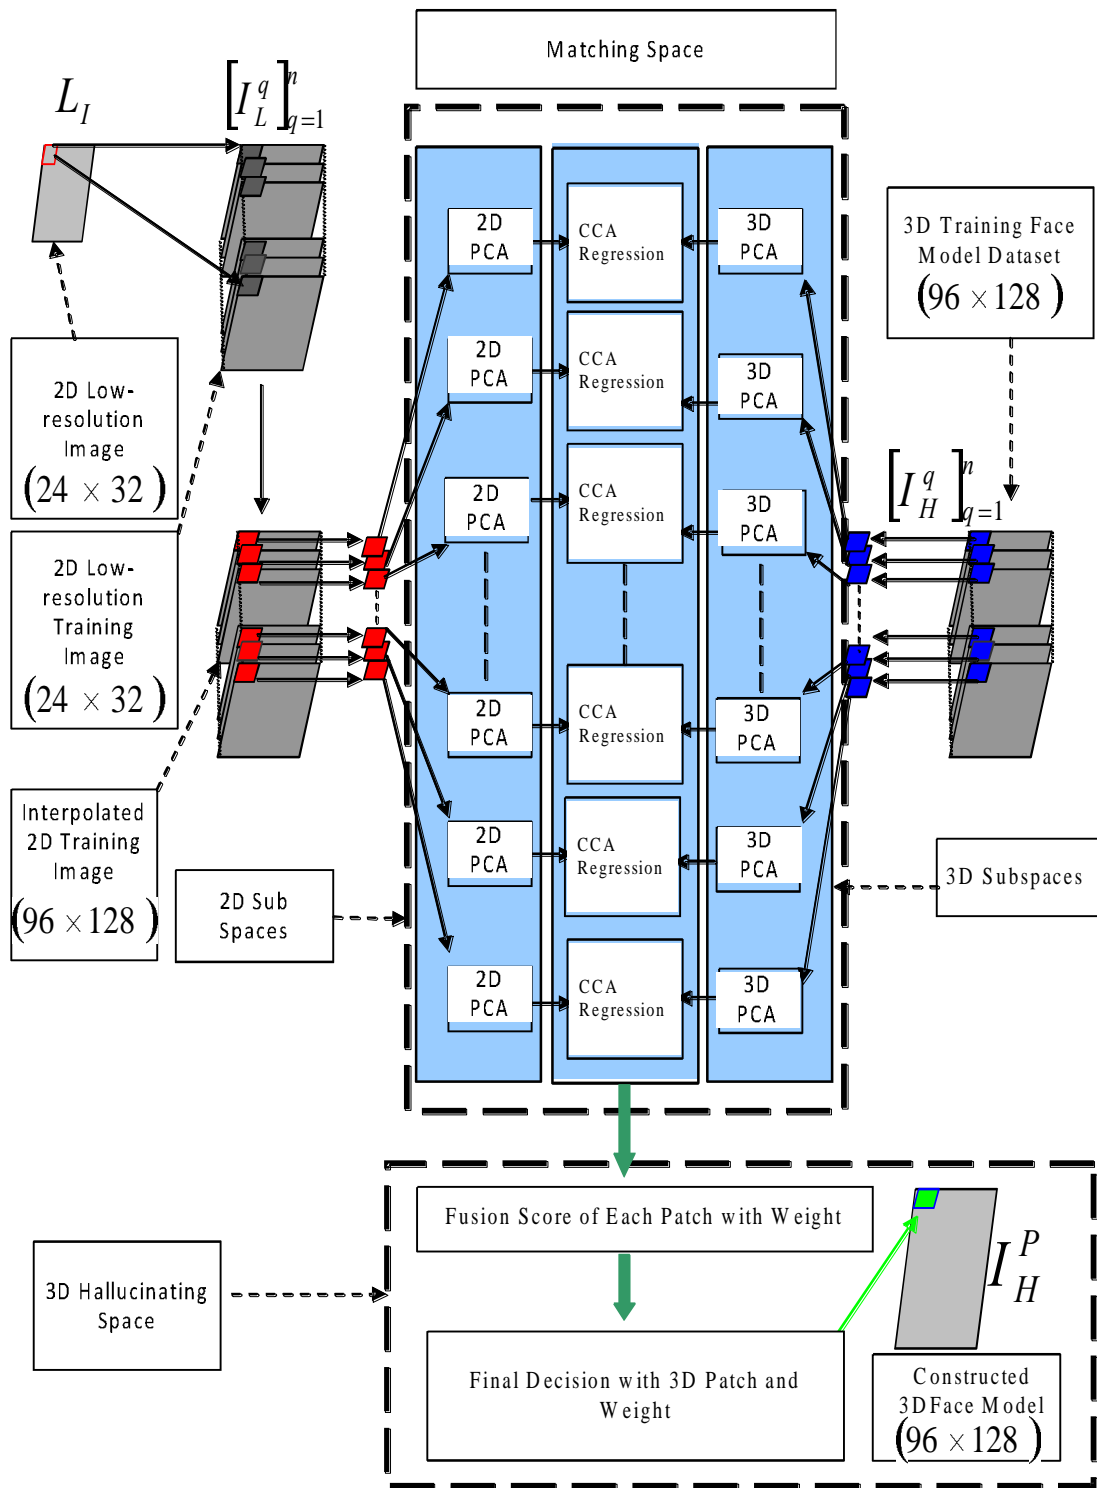 Matching Space
L_I
[I_L^q]_{q=1}^n
2D Low-
resolution
Image
(24 × 32)
2D Low-
resolution
Training
Image
(24 × 32)
Interpolated
2D Training
Image
(96 × 128)
2D Sub
Spaces
2D
PCA
CCA
Regression
3D
PCA
2D
PCA
CCA
Regression
3D
PCA
2D
PCA
CCA
Regression
3D
PCA
2D
PCA
CCA
Regression
3D
PCA
2D
PCA
CCA
Regression
3D
PCA
2D
PCA
CCA
Regression
3D
PCA
3D Training Face
Model Dataset
(96 × 128)
[I_H^q]_{q=1}^n
3D Subspaces
3D Hallucinating
Space
Fusion Score of Each Patch with Weight
Final Decision with 3D Patch and
Weight
I_H^P
Constructed
3DFace Model
(96 × 128)